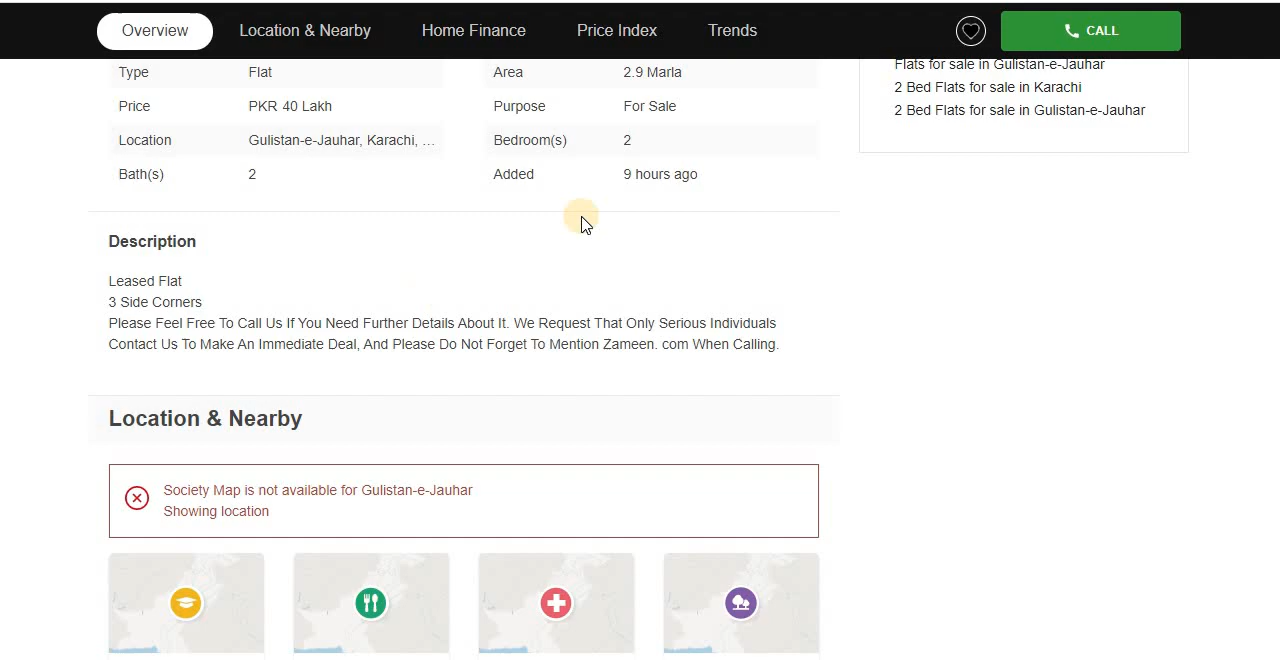 Overview Location & Nearby Home Finance Price Index Trends CALL
Type Flat Area 2.9 Marla
Price PKR 40 Lakh Purpose For Sale
Location Gulistan-e-Jauhar, Karachi, ... Bedroom(s) 2
Bath(s) 2 Added 9 hours ago
Flats for sale in Gulistan-e-Jauhar
2 Bed Flats for sale in Karachi
2 Bed Flats for sale in Gulistan-e-Jauhar
Description
Leased Flat
3 Side Corners
Please Feel Free To Call Us If You Need Further Details About It. We Request That Only Serious Individuals
Contact Us To Make An Immediate Deal, And Please Do Not Forget To Mention Zameen. com When Calling.
Location & Nearby
Society Map is not available for Gulistan-e-Jauhar
Showing location